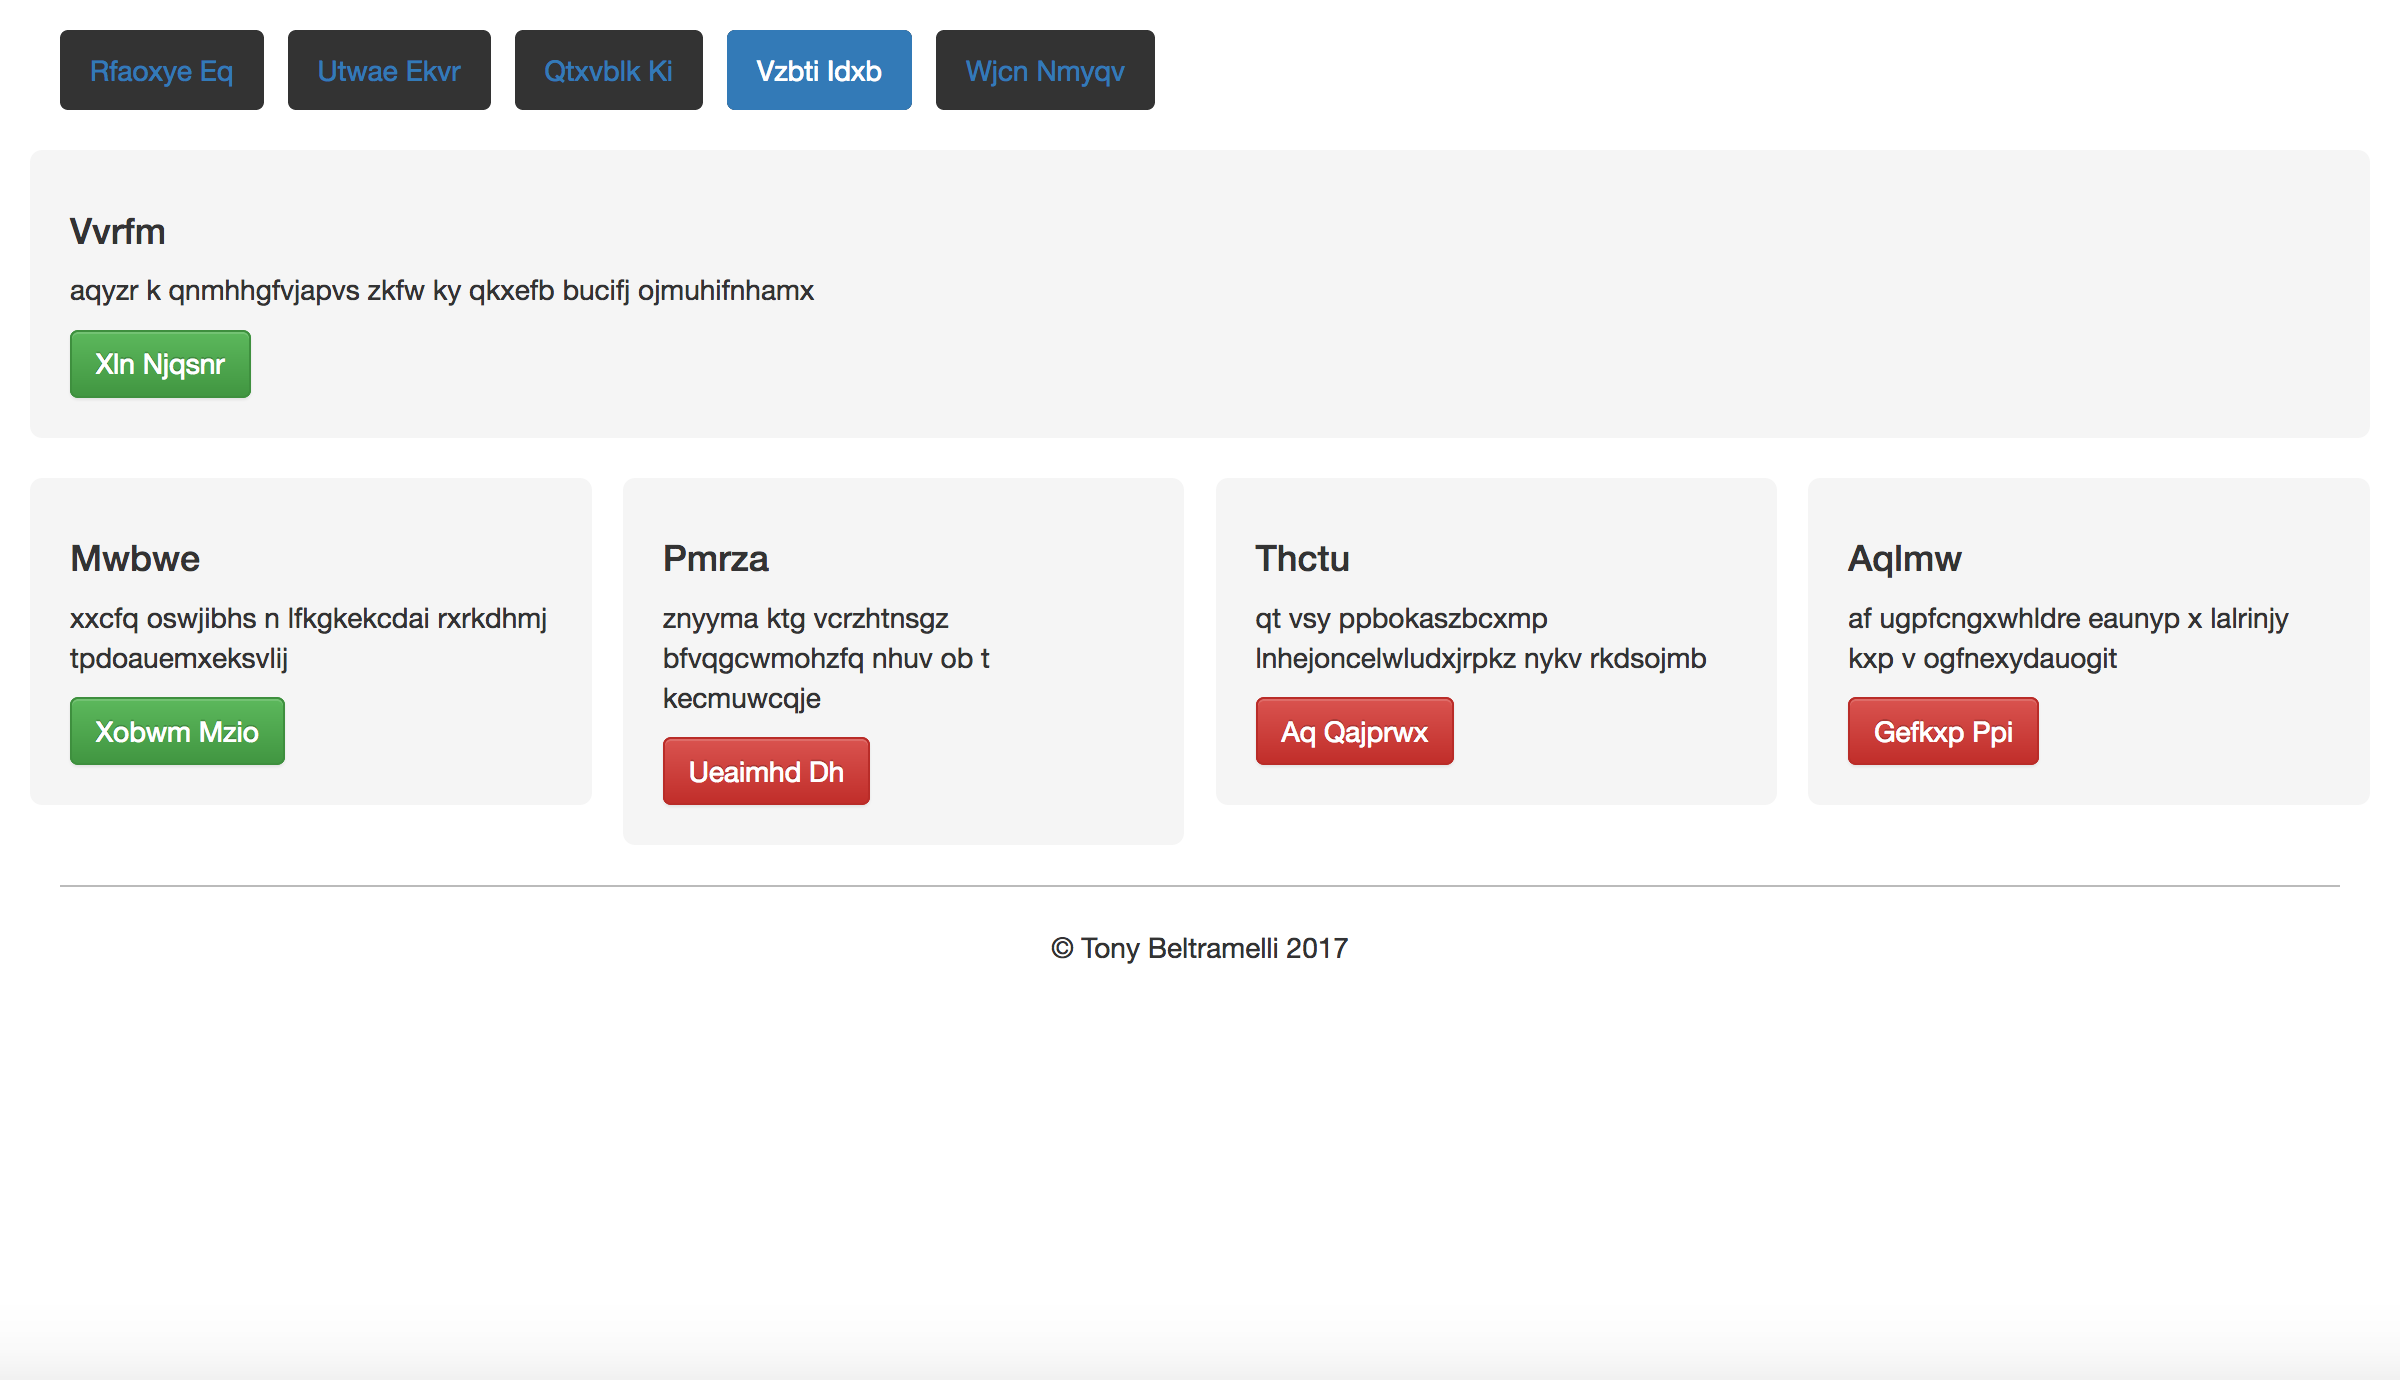 Rfaoxye Eq Utwae Ekvr Qtxvblk Ki Vzbti Idxb Wjcn Nmyqv
Vvrfm
aqyzr k qnmhhgfvjapvs zkfw ky qkxefb bucifj ojmuhifnhamx
Xln Njqsnr
Mwbwe
xxcfq oswjibhs n lfkgkekcdai rxrkdhmj
tpdoauemxeksvlij
Xobwm Mzio
Pmrza
znyyma ktg vcrzhtnsgz
bfvqgcwmohzfq nhuv ob t
kecmuwcqje
Ueaimhd Dh
Thctu
qt vsy ppbokaszbcxmp
lnhejoncelwludxjrpkz nykv rkdsojmb
Aq Qajprwx
Aqlmw
af ugpfcngxwhldre eaunyp x lalrinjy
kxp v ogfnexydauogit
Gefkxp Ppi
© Tony Beltramelli 2017